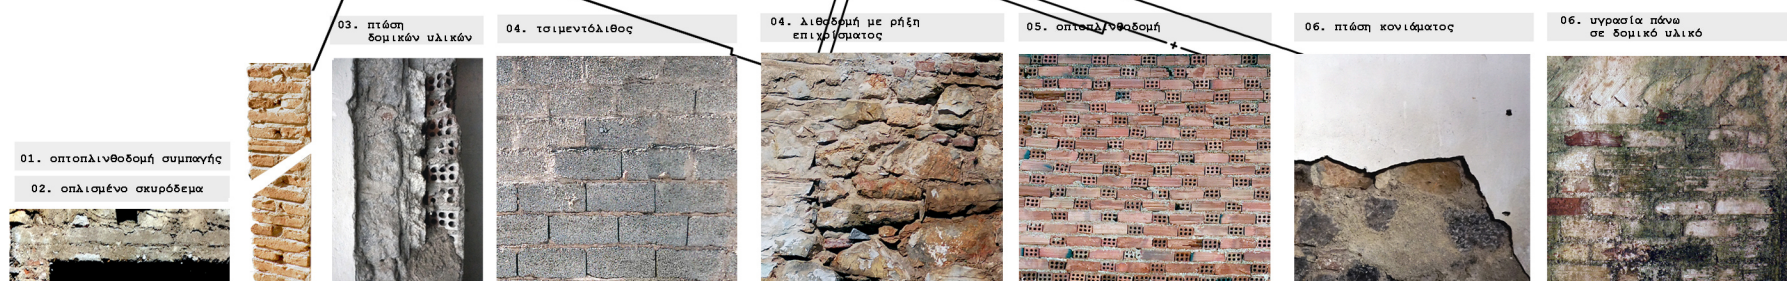 01. οπτοπλινθοδομή συμπαγής
02. οπλισμένο σκυρόδεμα
03. πτώση
δομικών υλικών
04. τσιμεντόλιθος
04. λιθοδομή με ρήξη
επιχρίσματος
05. οπτοπλινθοδομή
06. πτώση κονιάματος
06. υγρασία πάνω
σε δομικό υλικό